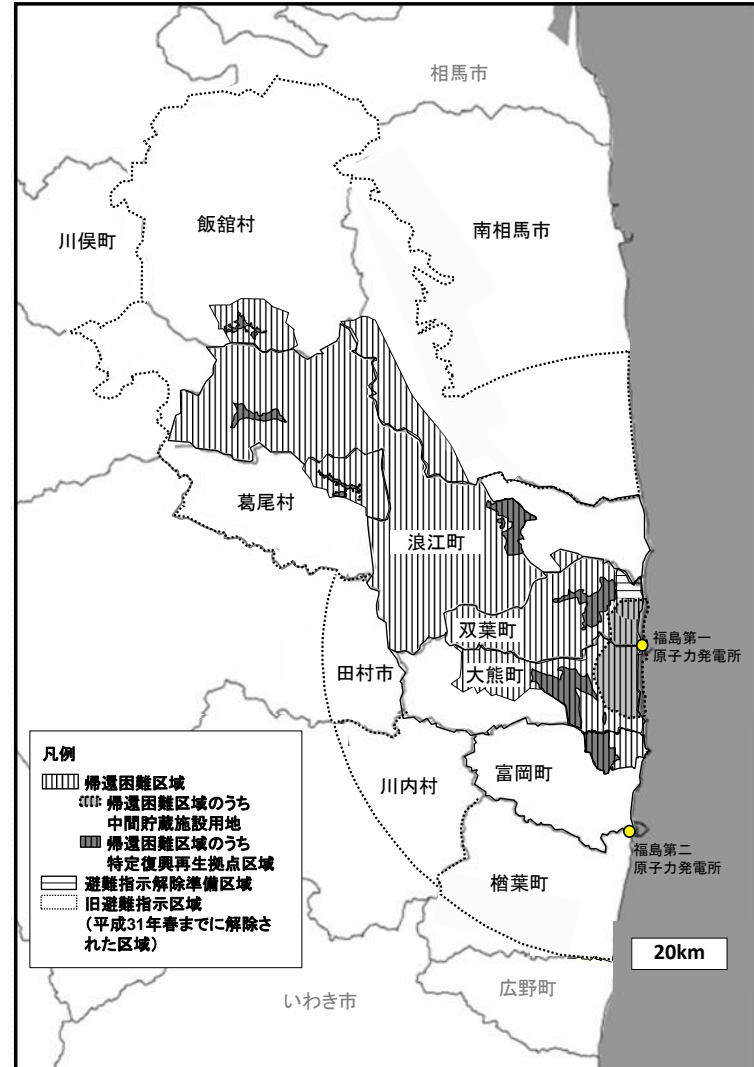 相馬市
飯舘村
川俣町
南相馬市
葛尾村
浪江町
双葉町
福島第一
原子力発電所
田村市
大熊町
凡例
帰還困難区域
帰還困難区域のうち
中間貯蔵施設用地
帰還困難区域のうち
特定復興再生拠点区域
避難指示解除準備区域
旧避難指示区域
(平成31年春までに解除さ
れた区域)
川内村
富岡町
福島第二
原子力発電所
楢葉町
20km
いわき市
広野町